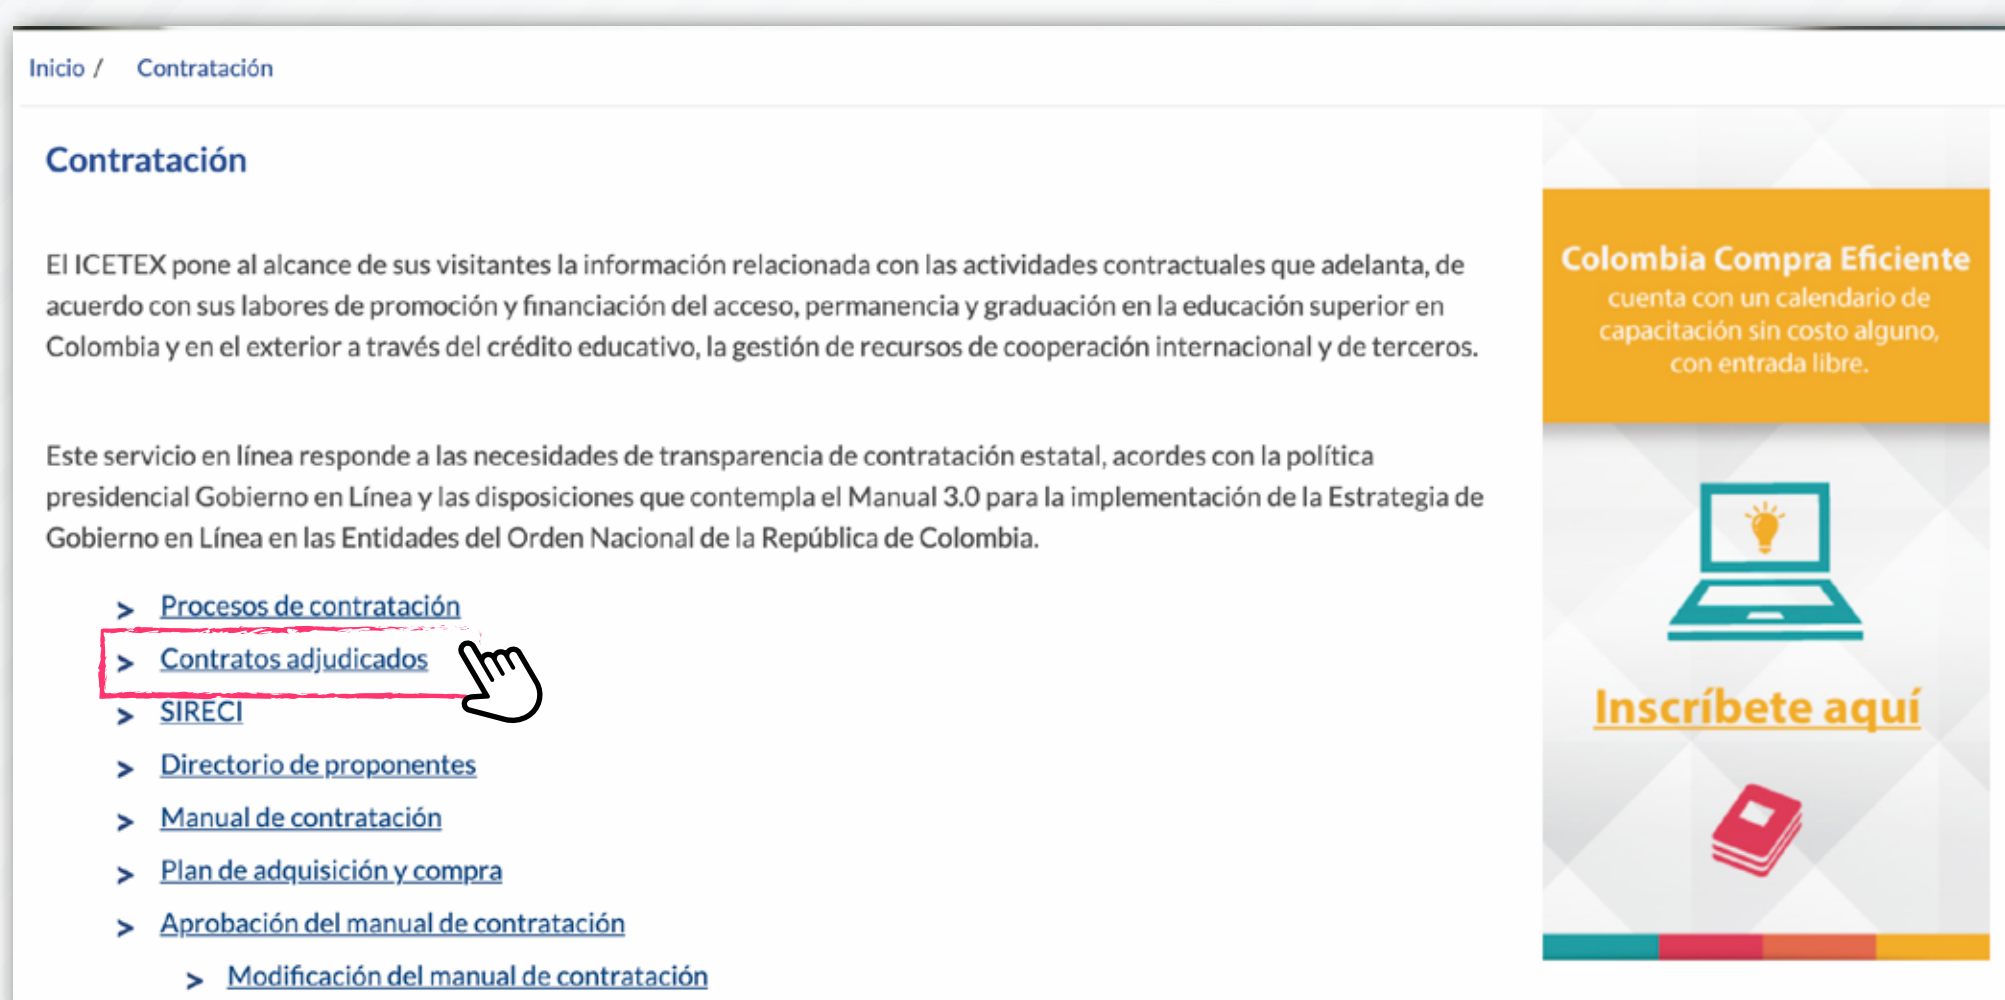 Inicio / Contratación
Contratación
El ICETEX pone al alcance de sus visitantes la información relacionada con las actividades contractuales que adelanta, de
acuerdo con sus labores de promoción y financiación del acceso, permanencia y graduación en la educación superior en
Colombia y en el exterior a través del crédito educativo, la gestión de recursos de cooperación internacional y de terceros.
Este servicio en línea responde a las necesidades de transparencia de contratación estatal, acordes con la política
presidencial Gobierno en Línea y las disposiciones que contempla el Manual 3.0 para la implementación de la Estrategia de
Gobierno en Línea en las Entidades del Orden Nacional de la República de Colombia.
> Procesos de contratación
> Contratos adjudicados
> SIRECI
> Directorio de proponentes
> Manual de contratación
> Plan de adquisición y compra
> Aprobación del manual de contratación
> Modificación del manual de contratación
Colombia Compra Eficiente
cuenta con un calendario de
capacitación sin costo alguno,
con entrada libre.
Inscríbete aquí